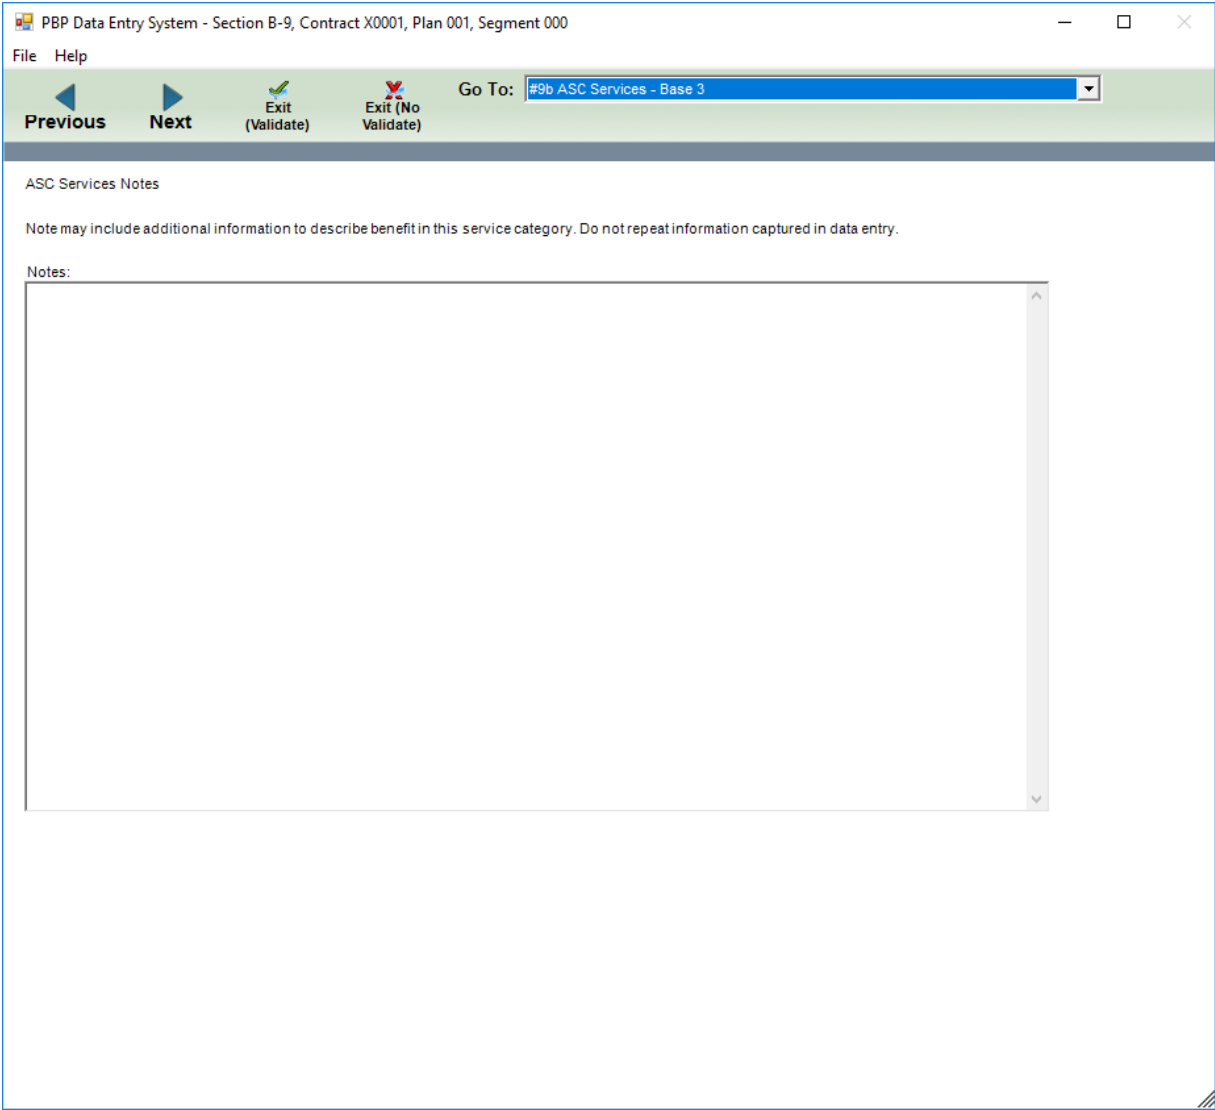 PBP Data Entry System - Section B-9, Contract X0001, Plan 001, Segment 000
File Help
Previous
Next
Exit
(Validate)
Exit (No
Validate)
Go To:
#9b ASC Services - Base 3
ASC Services Notes
Note may include additional information to describe benefit in this service category. Do not repeat information captured in data entry.
Notes: